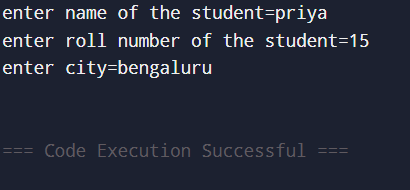 enter name of the student=priya
enter roll number of the student=15
enter city=bengaluru
=== Code Execution Successful ===